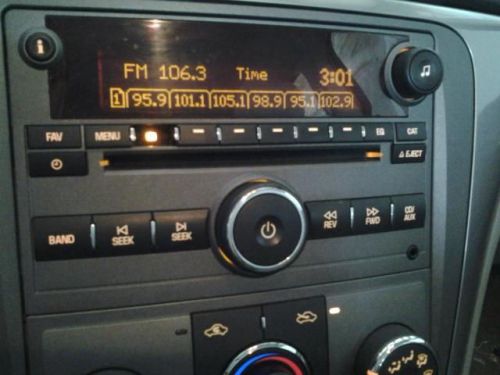 FM 106.3 Time 3:01
1 95.9 101.1 105.1 98.9 95.1 102.9
FAV MENU EQ CAT
EJECT
BAND SEEK SEEK REV FWD CD/
AUX